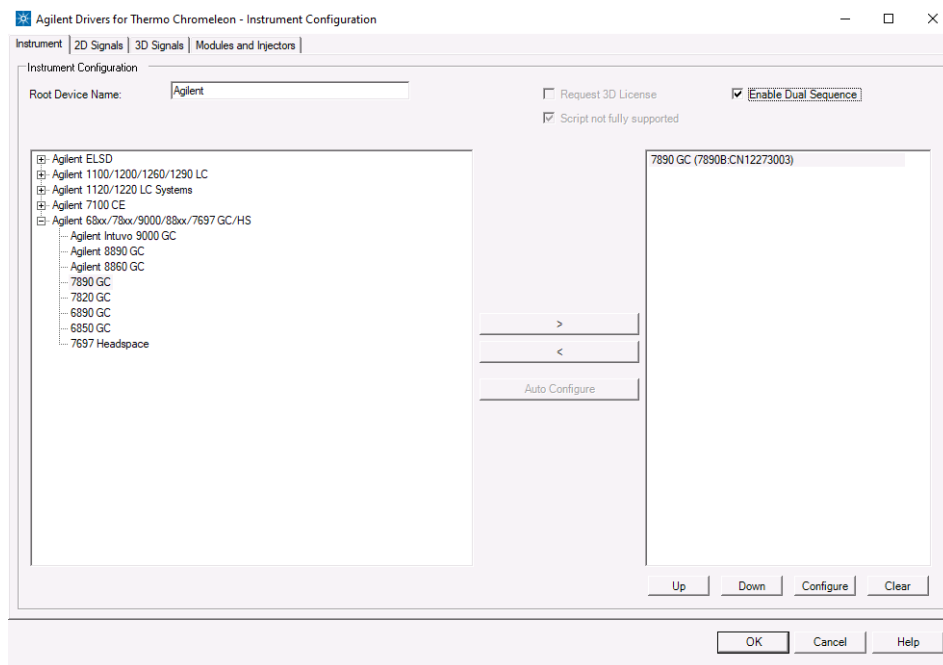 Agilent Drivers for Thermo Chromeleon - Instrument Configuration
Instrument 2D Signals 3D Signals Modules and Injectors
Instrument Configuration
Root Device Name: Agilent Request 3D License Enable Dual Sequence
Script not fully supported
Agilent ELSD
Agilent 1100/1200/1260/1290 LC
Agilent 1120/1220 LC Systems
Agilent 7100 CE
Agilent 68xx/78xx/9000/88xx/7697 GC/HS
Agilent Intuvo 9000 GC
Agilent 8890 GC
Agilent 8860 GC
7890 GC
7820 GC
6890 GC
6850 GC
7697 Headspace
>
<
Auto Configure
7890 GC (7890B:CN12273003)
Up Down Configure Clear
OK Cancel Help